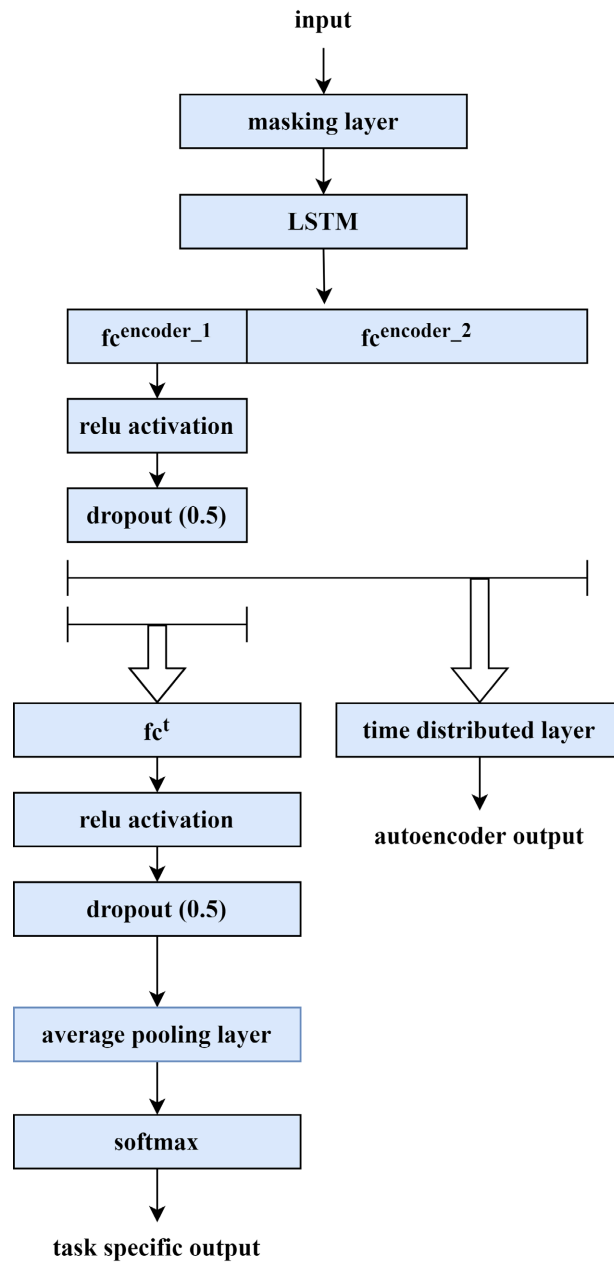 input
masking layer
LSTM
fc^encoder_1 fc^encoder_2
relu activation
dropout (0.5)
fc^t
time distributed layer
relu activation
autoencoder output
dropout (0.5)
average pooling layer
softmax
task specific output